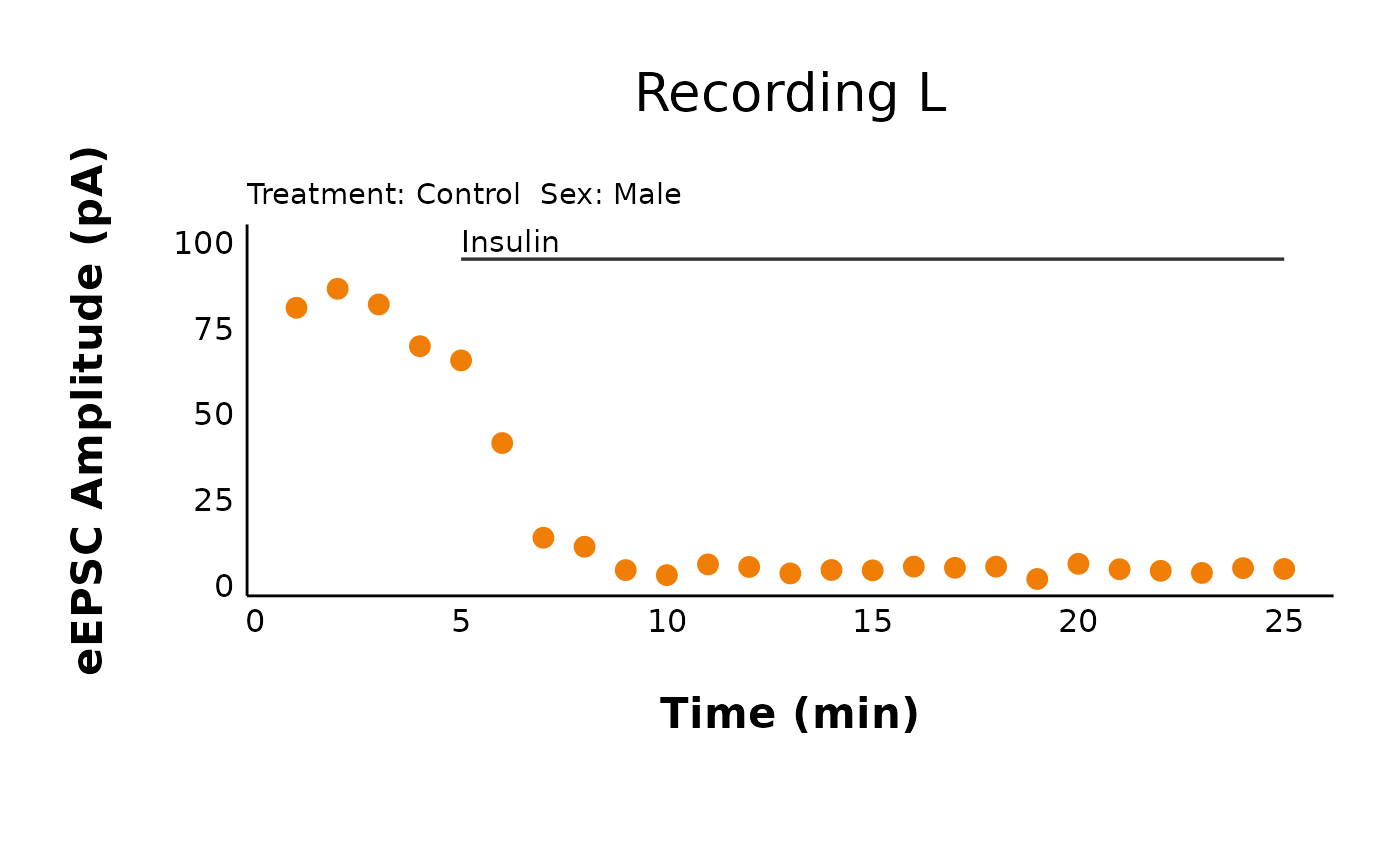 Recording L
Treatment: Control  Sex: Male
Insulin
eEPSC Amplitude (pA)
100
75
50
25
0
0 5 10 15 20 25
Time (min)